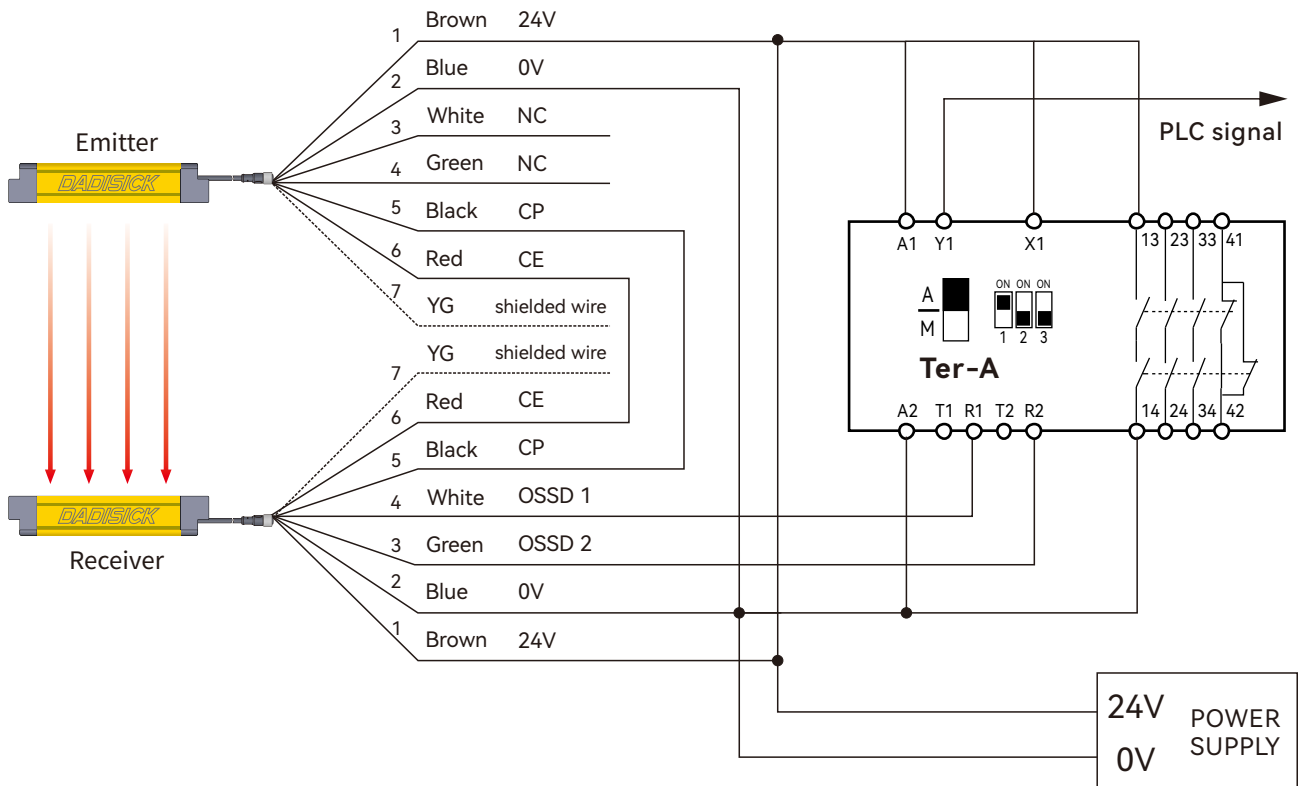 Emitter
DADISICK
1 Brown 24V
2 Blue 0V
3 White NC
4 Green NC
5 Black CP
6 Red CE
7 YG shielded wire
7 YG shielded wire
6 Red CE
5 Black CP
4 White OSSD 1
3 Green OSSD 2
2 Blue 0V
1 Brown 24V
DADISICK
Receiver
PLC signal
A1 Y1 X1 13 23 33 41
A
M
ON ON ON
1 2 3
Ter-A
A2 T1 R1 T2 R2 14 24 34 42
24V
0V
POWER
SUPPLY